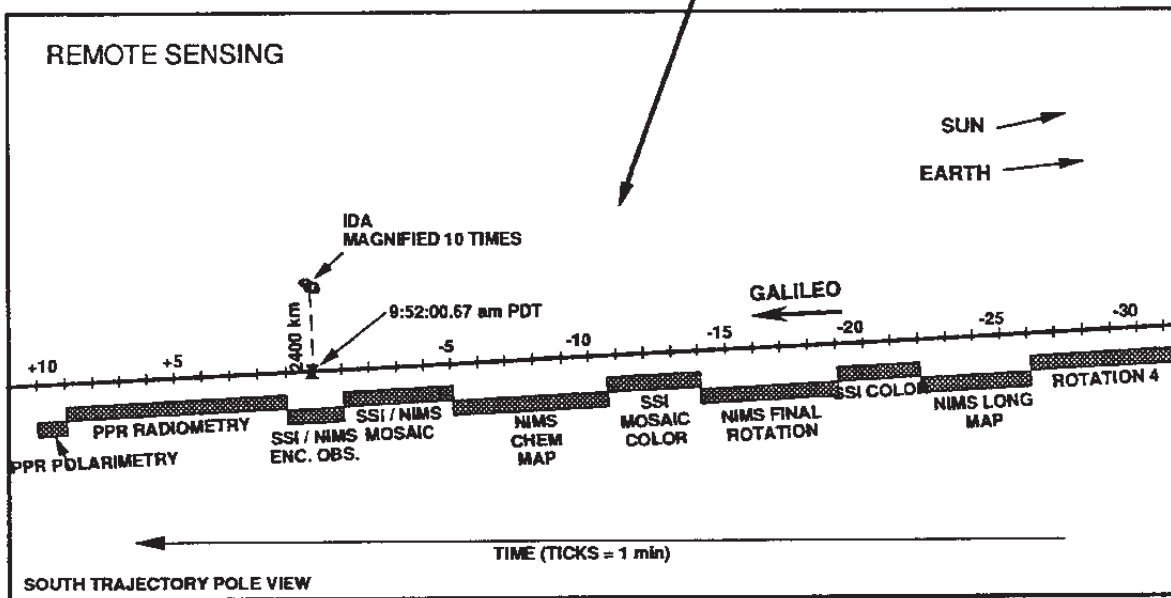 REMOTE SENSING
SUN
EARTH
IDA
MAGNIFIED 10 TIMES
2400 km
9:52:00.67 am PDT
GALILEO
+10
+5
-5
-10
-15
-20
-25
-30
PPR POLARIMETRY
PPR RADIOMETRY
SSI / NIMS
ENC. OBS.
SSI / NIMS
MOSAIC
NIMS
CHEM
MAP
SSI
MOSAIC
COLOR
NIMS FINAL
ROTATION
SSI COLOR
NIMS LONG
MAP
ROTATION 4
TIME (TICKS = 1 min)
SOUTH TRAJECTORY POLE VIEW